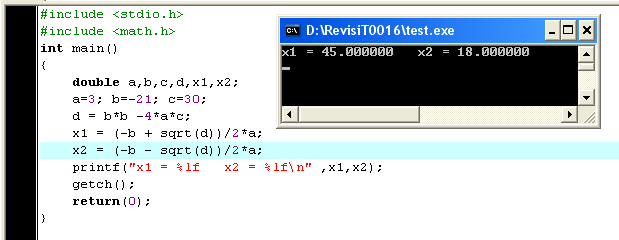 #include <stdio.h>
#include <math.h>
int main()
{
double a,b,c,d,x1,x2;
a=3; b=-21; c=30;
d = b*b -4*a*c;
x1 = (-b + sqrt(d))/2*a;
x2 = (-b - sqrt(d))/2*a;
printf("x1 = %lf   x2 = %lf\n" ,x1,x2);
getch();
return(0);
}
D:\RevisiT0016\test.exe
x1 = 45.000000   x2 = 18.000000